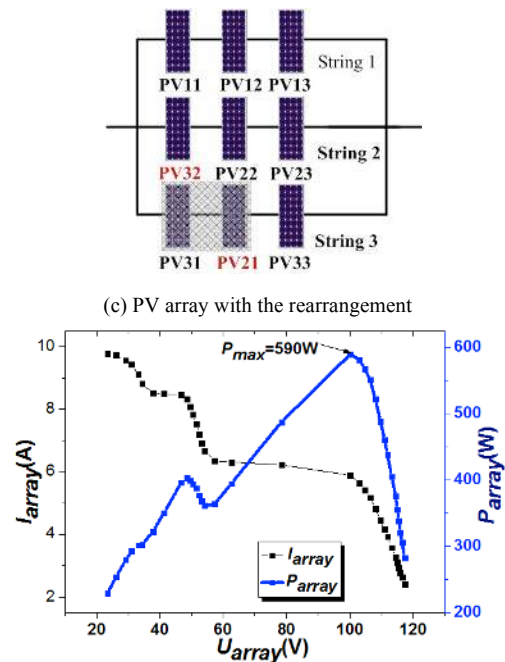 String 1
PV11 PV12 PV13
String 2
PV32 PV22 PV23
String 3
PV31 PV21 PV33
(c) PV array with the rearrangement
10
8
6
4
2
I_array(A)
P_max=590W
600
500
400
300
200
P_array(W)
I_array
P_array
20 40 60 80 100 120
U_array(V)